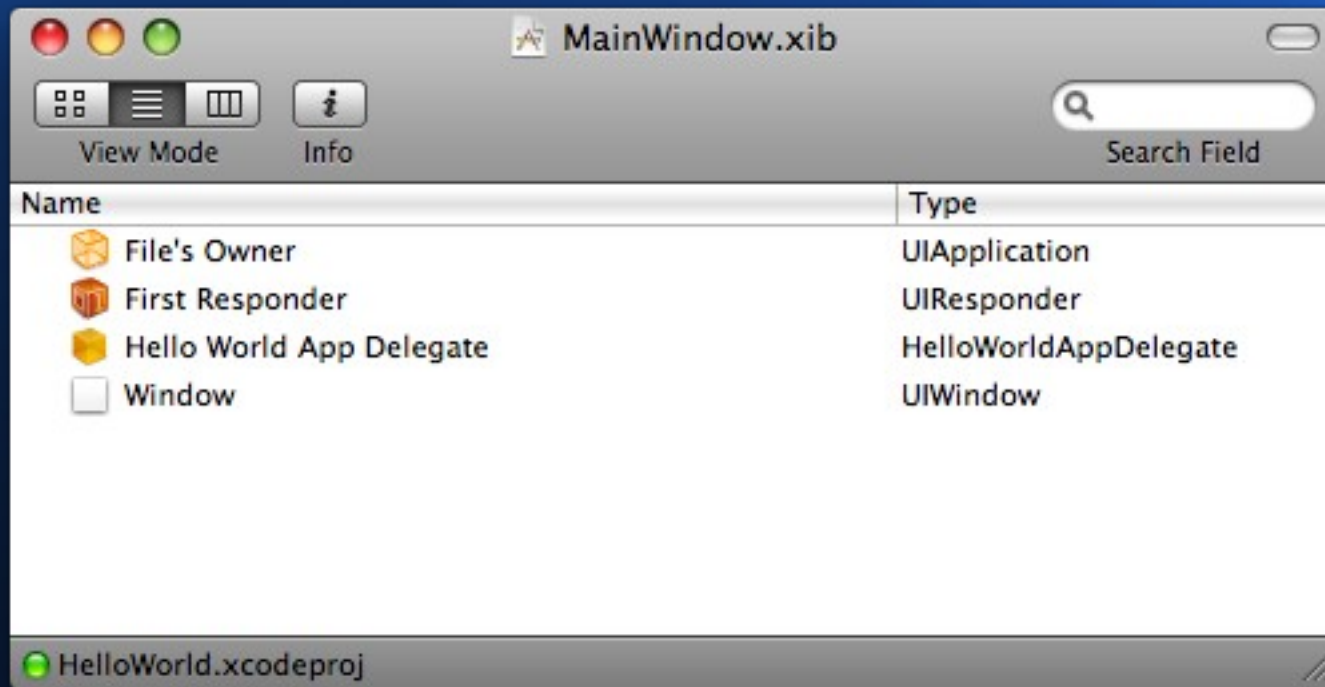 MainWindow.xib
View Mode Info Search Field
Name Type
File's Owner UIApplication
First Responder UIResponder
Hello World App Delegate HelloWorldAppDelegate
Window UIWindow
HelloWorld.xcodeproj